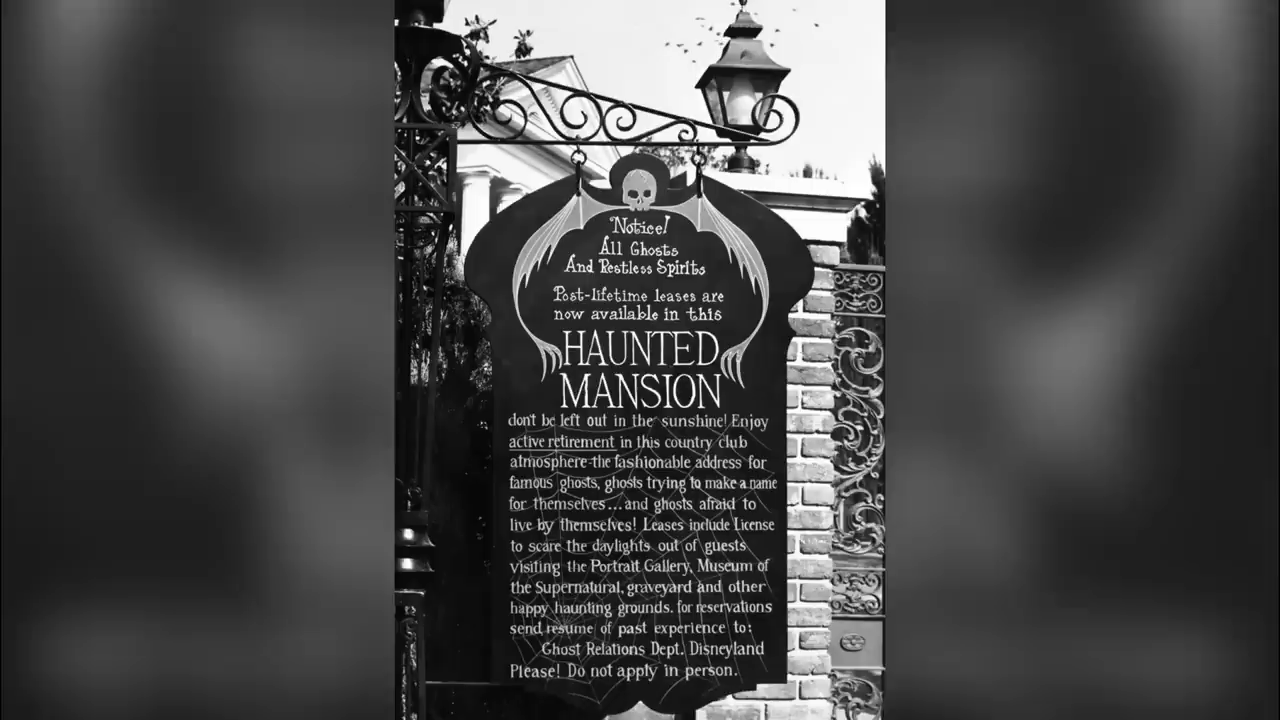 Notice!
All Ghosts
And Restless Spirits
Post-lifetime leases are
now available in this
HAUNTED
MANSION
don't be left out in the sunshine! Enjoy
active retirement in this country club
atmosphere-the fashionable address for
famous ghosts, ghosts trying to make a name
for themselves...and ghosts afraid to
live by themselves! Leases include License
to scare the daylights out of guests
visiting the Portrait Gallery, Museum of
the Supernatural, graveyard and other
happy haunting grounds. for reservations
send resume of past experience to:
Ghost Relations Dept. Disneyland
Please! Do not apply in person.